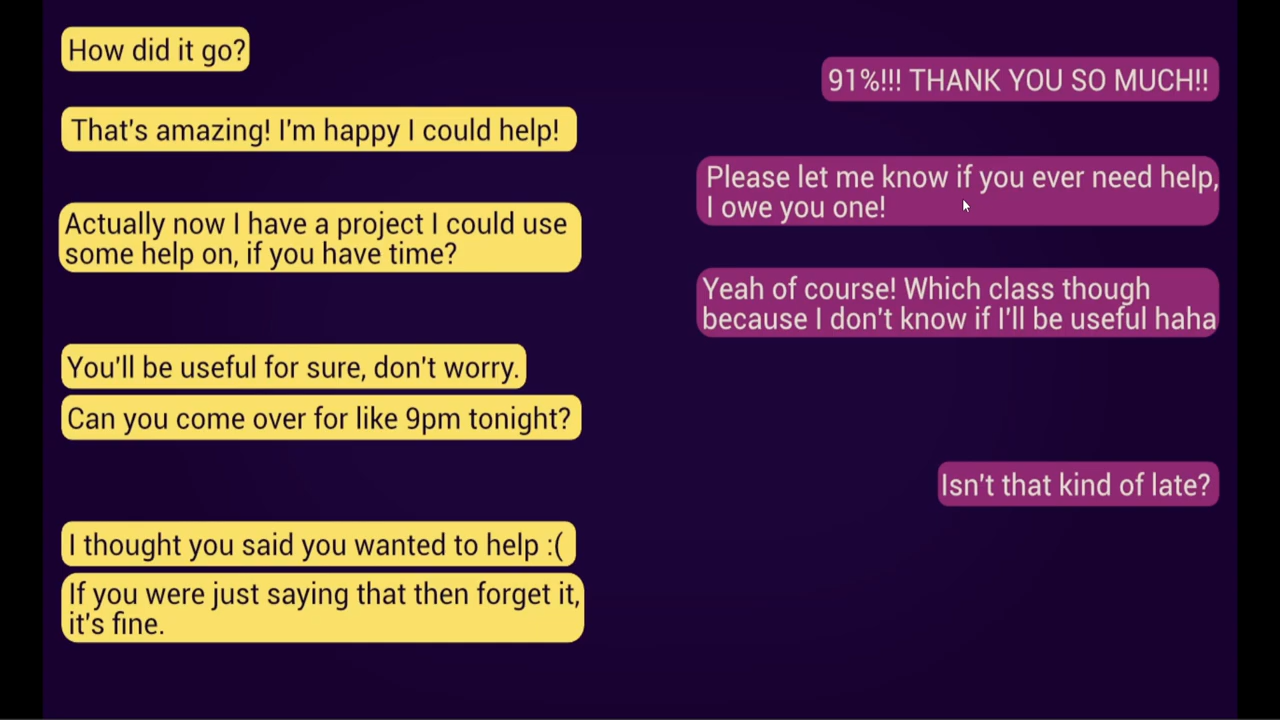 How did it go?
91%!!! THANK YOU SO MUCH!!
That's amazing! I'm happy I could help!
Please let me know if you ever need help,
I owe you one!
Actually now I have a project I could use
some help on, if you have time?
Yeah of course! Which class though
because I don't know if I'll be useful haha
You'll be useful for sure, don't worry.
Can you come over for like 9pm tonight?
Isn't that kind of late?
I thought you said you wanted to help :(
If you were just saying that then forget it,
it's fine.